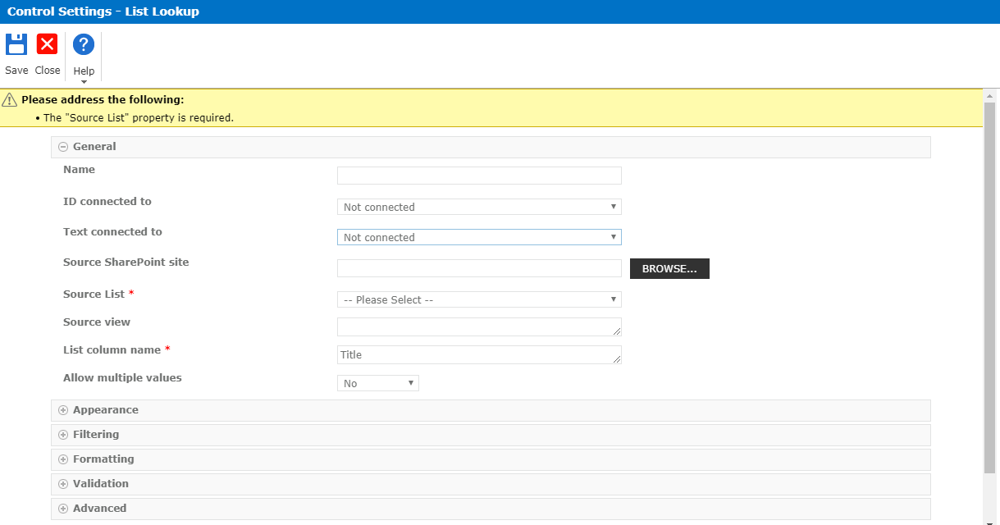 Control Settings - List Lookup
Save Close Help
Please address the following:
• The "Source List" property is required.
General
Name
ID connected to Not connected
Text connected to Not connected
Source SharePoint site BROWSE...
Source List * -- Please Select --
Source view
List column name * Title
Allow multiple values No
Appearance
Filtering
Formatting
Validation
Advanced